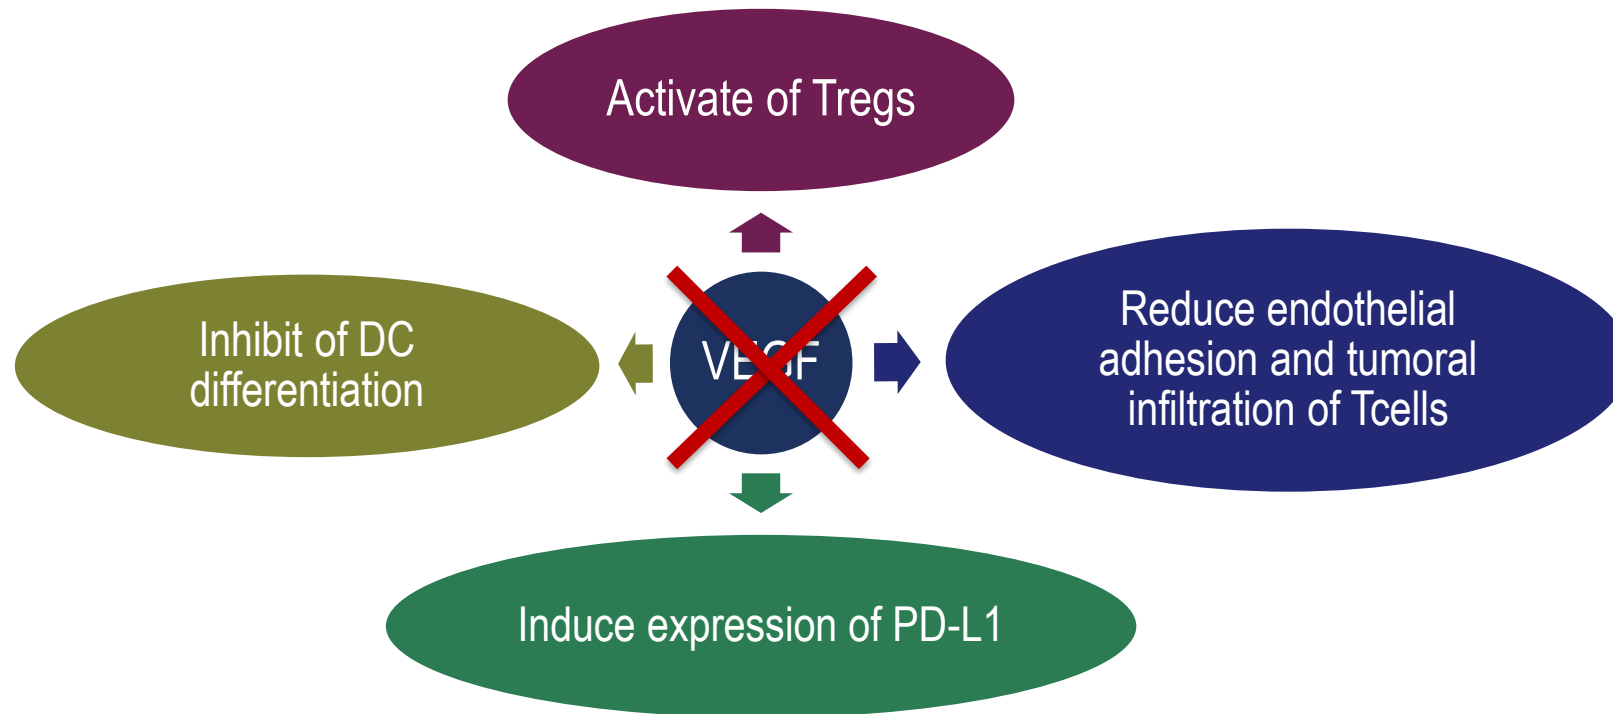 Activate of Tregs
Inhibit of DC
differentiation
VEGF
Reduce endothelial
adhesion and tumoral
infiltration of Tcells
Induce expression of PD-L1